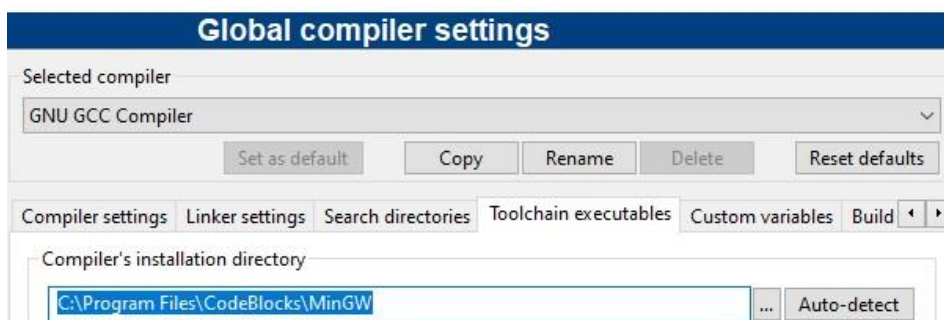 Global compiler settings
Selected compiler
GNU GCC Compiler
Set as default Copy Rename Delete Reset defaults
Compiler settings Linker settings Search directories Toolchain executables Custom variables Build
Compiler's installation directory
C:\Program Files\CodeBlocks\MinGW ... Auto-detect